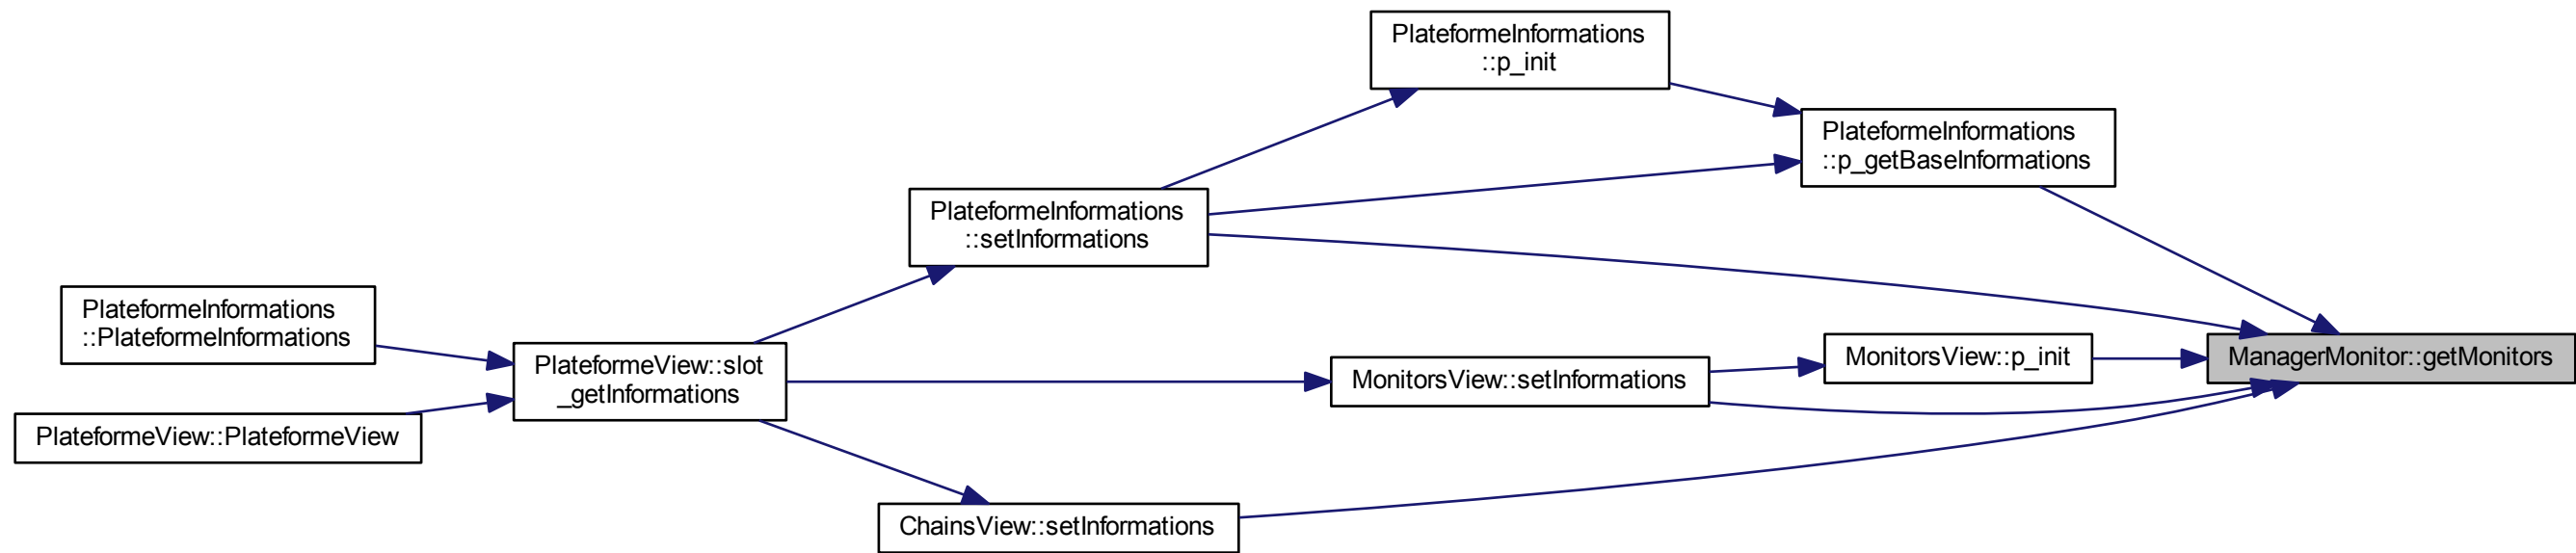 PlateformeInformations
::p_init
PlateformeInformations
::p_getBaseInformations
PlateformeInformations
::setInformations
PlateformeInformations
::PlateformeInformations
PlateformeView::slot
_getInformations
MonitorsView::setInformations
MonitorsView::p_init
ManagerMonitor::getMonitors
PlateformeView::PlateformeView
ChainsView::setInformations